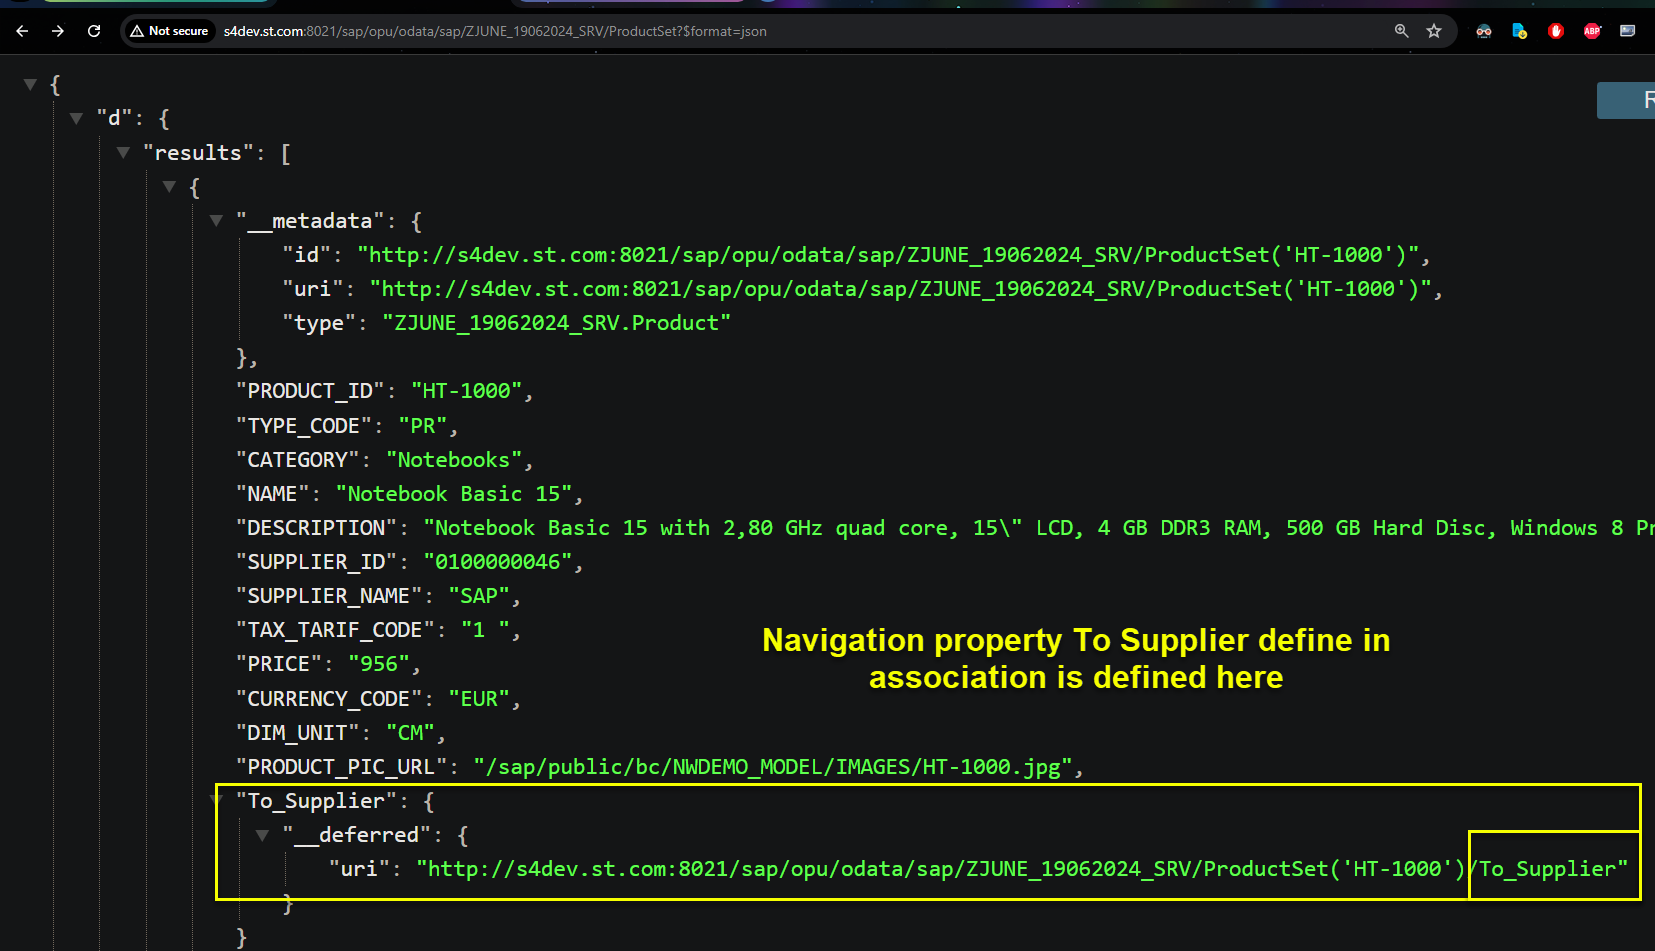 Not secure s4dev.st.com:8021/sap/opu/odata/sap/ZJUNE_19062024_SRV/ProductSet?$format=json
ABP
{
R
"d": {
"results": [
{
"__metadata": {
"id": "http://s4dev.st.com:8021/sap/opu/odata/sap/ZJUNE_19062024_SRV/ProductSet('HT-1000')",
"uri": "http://s4dev.st.com:8021/sap/opu/odata/sap/ZJUNE_19062024_SRV/ProductSet('HT-1000')",
"type": "ZJUNE_19062024_SRV.Product"
},
"PRODUCT_ID": "HT-1000",
"TYPE_CODE": "PR",
"CATEGORY": "Notebooks",
"NAME": "Notebook Basic 15",
"DESCRIPTION": "Notebook Basic 15 with 2,80 GHz quad core, 15\" LCD, 4 GB DDR3 RAM, 500 GB Hard Disc, Windows 8 Pr
"SUPPLIER_ID": "0100000046",
"SUPPLIER_NAME": "SAP",
"TAX_TARIF_CODE": "1 ",
"PRICE": "956",
"CURRENCY_CODE": "EUR",
"DIM_UNIT": "CM",
"PRODUCT_PIC_URL": "/sap/public/bc/NWDEMO_MODEL/IMAGES/HT-1000.jpg",
Navigation property To Supplier define in
association is defined here
"To_Supplier": {
"__deferred": {
"uri": "http://s4dev.st.com:8021/sap/opu/odata/sap/ZJUNE_19062024_SRV/ProductSet('HT-1000')/To_Supplier"
}
}